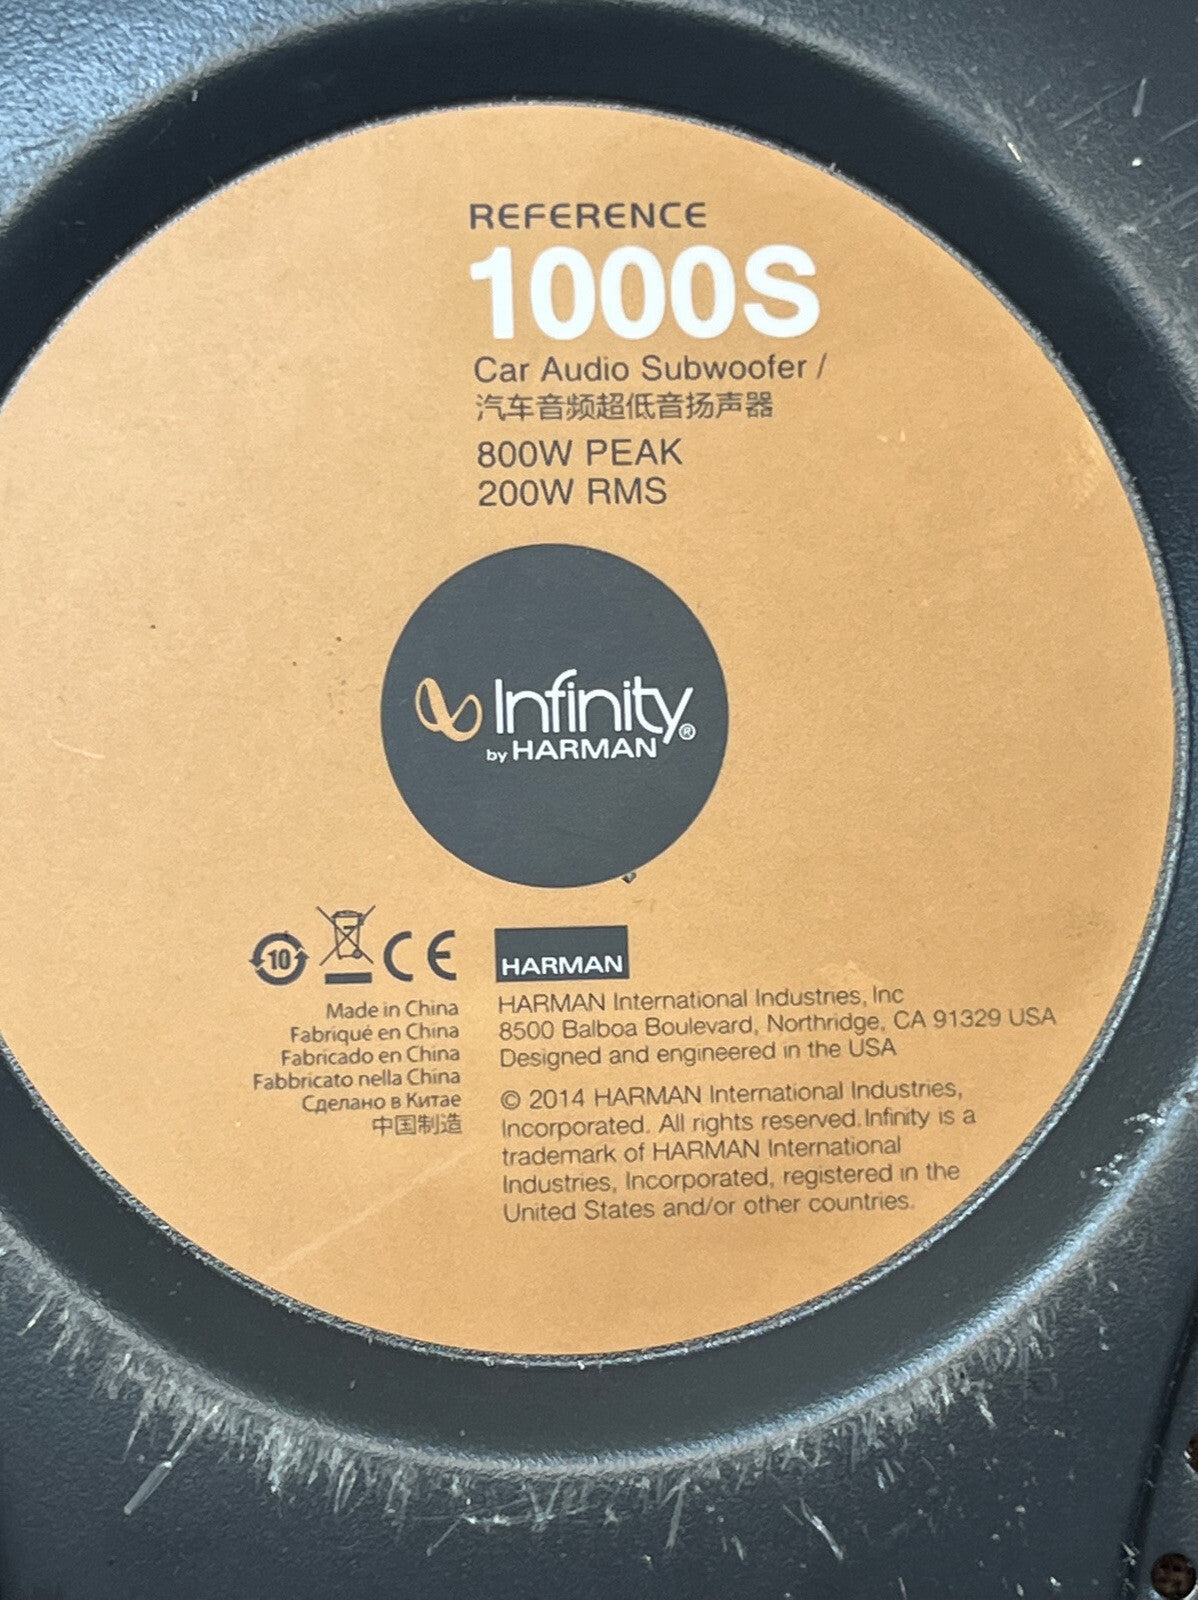 REFERENCE
1000S
Car Audio Subwoofer /
汽车音频超低音扬声器
800W PEAK
200W RMS
Infinity®
by HARMAN
10
CE
Made in China
Fabriqué en China
Fabricado en China
Fabbricato nella China
Сделано в Китае
中国制造
HARMAN
HARMAN International Industries, Inc
8500 Balboa Boulevard, Northridge, CA 91329 USA
Designed and engineered in the USA
© 2014 HARMAN International Industries,
Incorporated. All rights reserved. Infinity is a
trademark of HARMAN International
Industries, Incorporated, registered in the
United States and/or other countries.